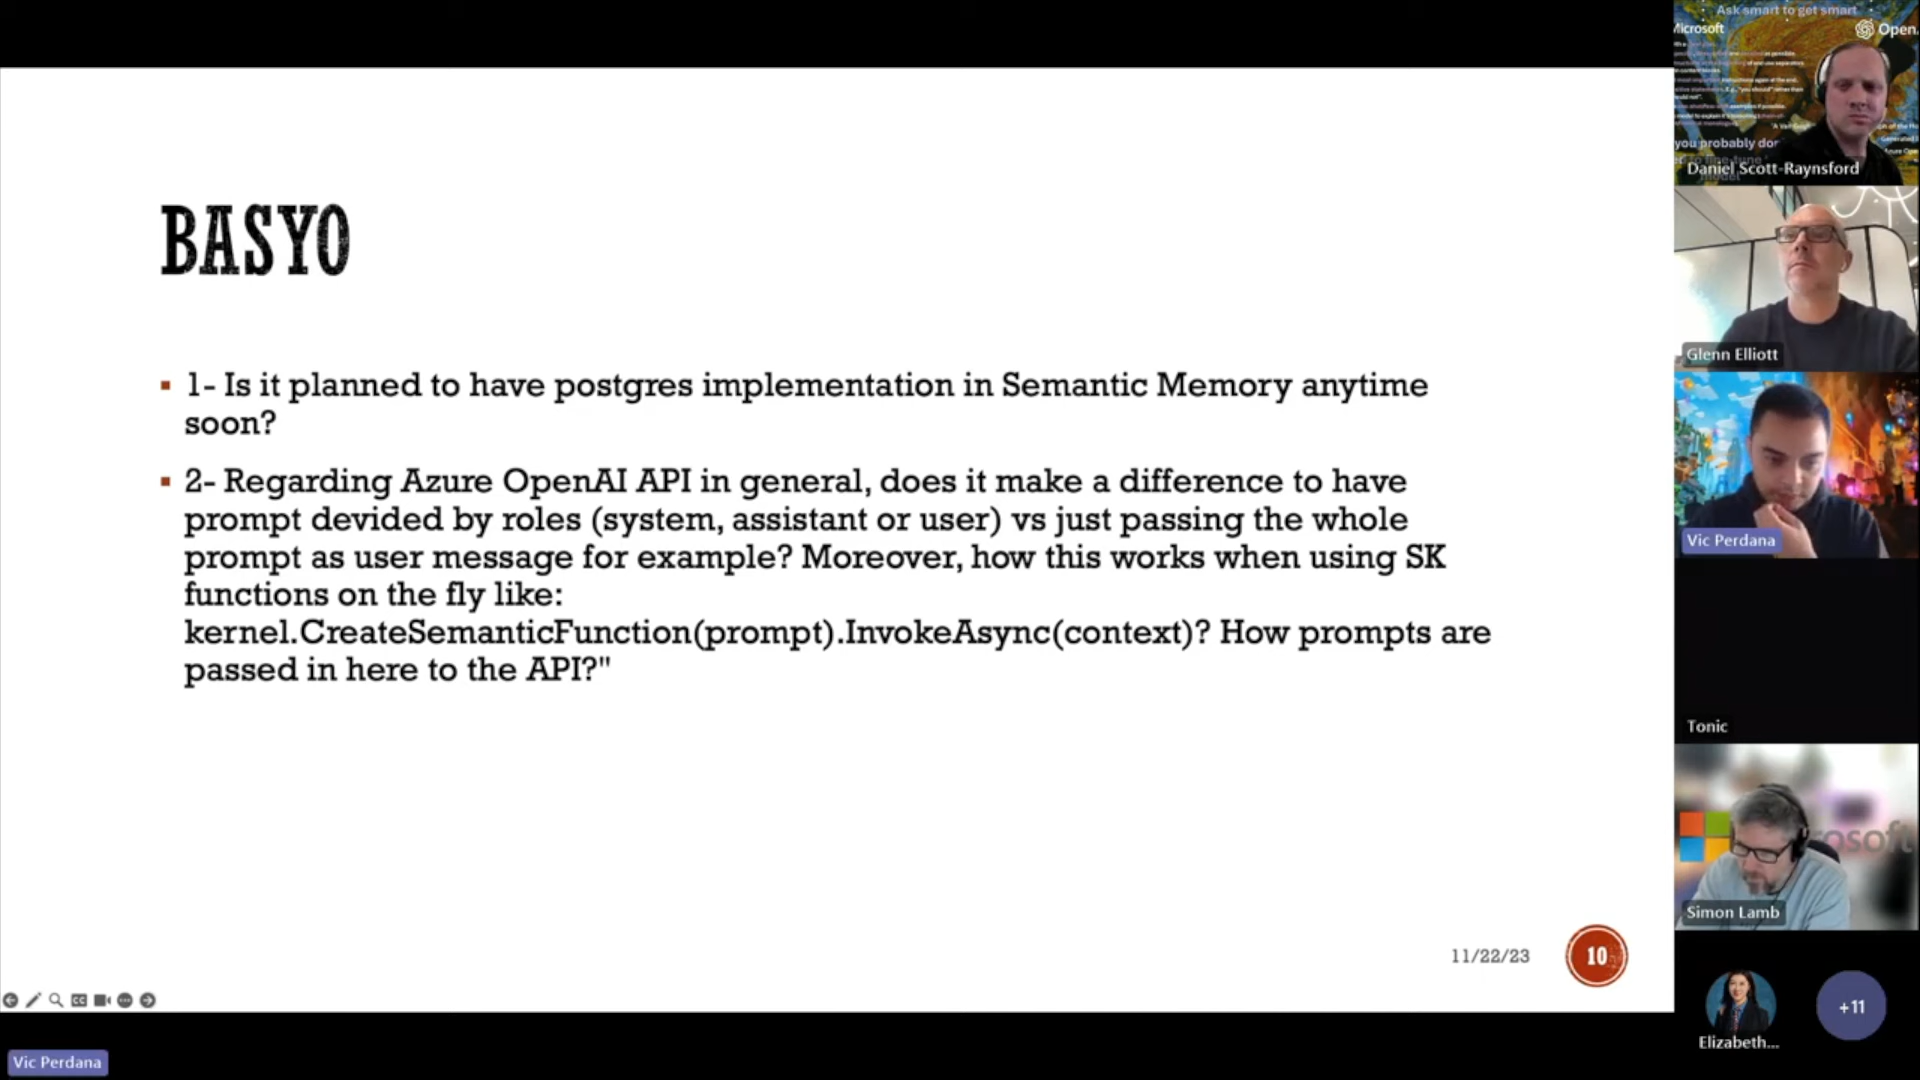 BASYO
1- Is it planned to have postgres implementation in Semantic Memory anytime
soon?
2- Regarding Azure OpenAI API in general, does it make a difference to have
prompt devided by roles (system, assistant or user) vs just passing the whole
prompt as user message for example? Moreover, how this works when using SK
functions on the fly like:
kernel.CreateSemanticFunction(prompt).InvokeAsync(context)? How prompts are
passed in here to the API?"
11/22/23
10
CC
Vic Perdana
Ask smart to get smart
Microsoft
Open
you probably don
Daniel Scott-Raynsford
Glenn Elliott
Vic Perdana
Tonic
rosoft
Simon Lamb
Elizabeth...
+11